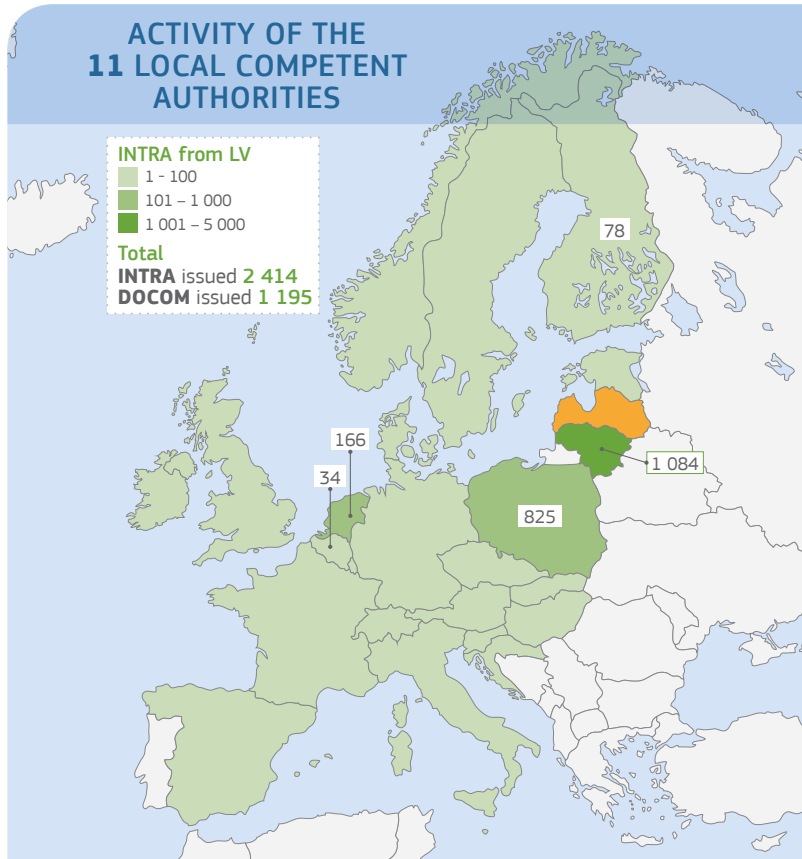 ACTIVITY OF THE
11 LOCAL COMPETENT
AUTHORITIES
INTRA from LV
1 - 100
101 – 1 000
1 001 – 5 000
Total
INTRA issued 2 414
DOCOM issued 1 195
78
166
34
1 084
825